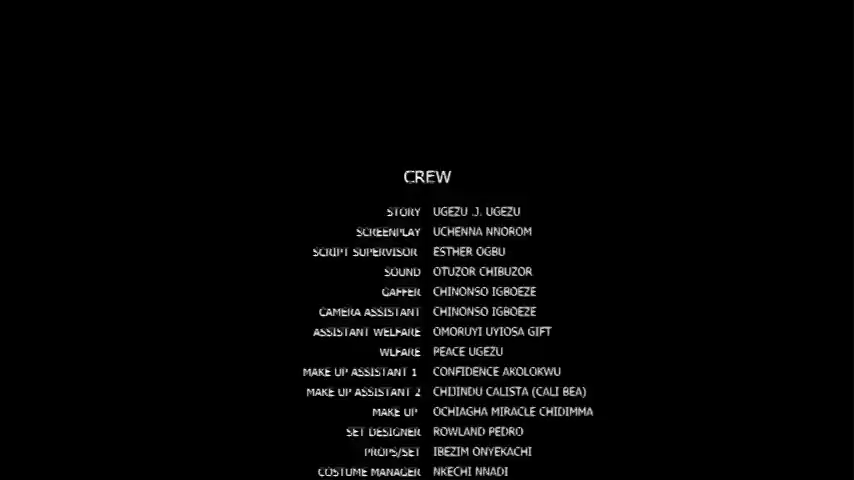 CREW
STORY UGEZU .J. UGEZU
SCREENPLAY UCHENNA NNOROM
SCRIPT SUPERVISOR ESTHER OGBU
SOUND OTUZOR CHIBUZOR
GAFFER CHINONSO IGBOEZE
CAMERA ASSISTANT CHINONSO IGBOEZE
ASSISTANT WELFARE OMORUYI UYIOSA GIFT
WLFARE PEACE UGEZU
MAKE UP ASSISTANT 1 CONFIDENCE AKOLOKWU
MAKE UP ASSISTANT 2 CHIJINDU CALISTA (CALI BEA)
MAKE UP OCHIAGHA MIRACLE CHIDIMMA
SET DESIGNER ROWLAND PEDRO
PROPS/SET IBEZIM ONYEKACHI
COSTUME MANAGER NKECHI NNADI